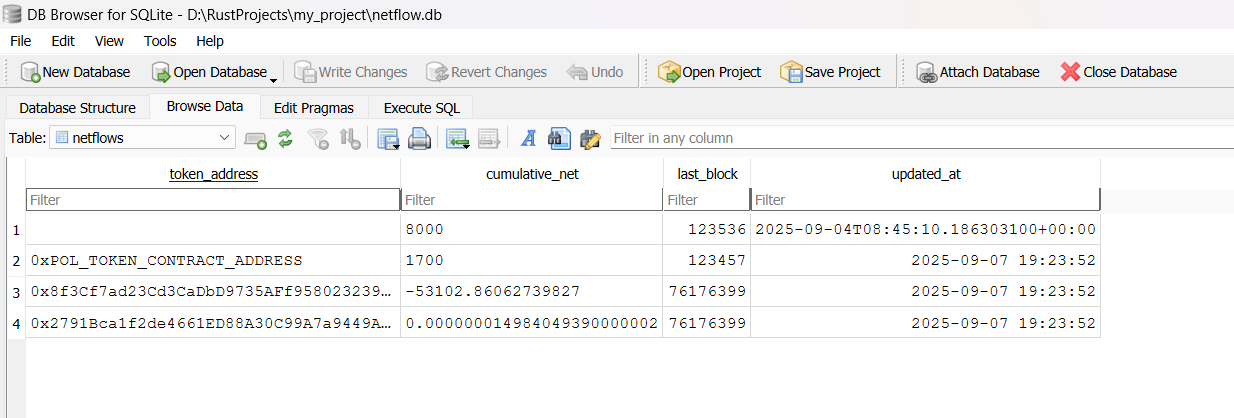 DB Browser for SQLite - D:\RustProjects\my_project\netflow.db
File Edit View Tools Help
New Database Open Database Write Changes Revert Changes Undo Open Project Save Project Attach Database Close Database
Database Structure Browse Data Edit Pragmas Execute SQL
Table: netflows Filter in any column
token_address cumulative_net last_block updated_at
Filter Filter Filter Filter
1 8000 123536 2025-09-04T08:45:10.186303100+00:00
2 0xPOL_TOKEN_CONTRACT_ADDRESS 1700 123457 2025-09-07 19:23:52
3 0x8f3Cf7ad23Cd3CaDbD9735AFf958023239… -53102.86062739827 76176399 2025-09-07 19:23:52
4 0x2791Bca1f2de4661ED88A30C99A7a9449A… 0.000000014984049390000002 76176399 2025-09-07 19:23:52